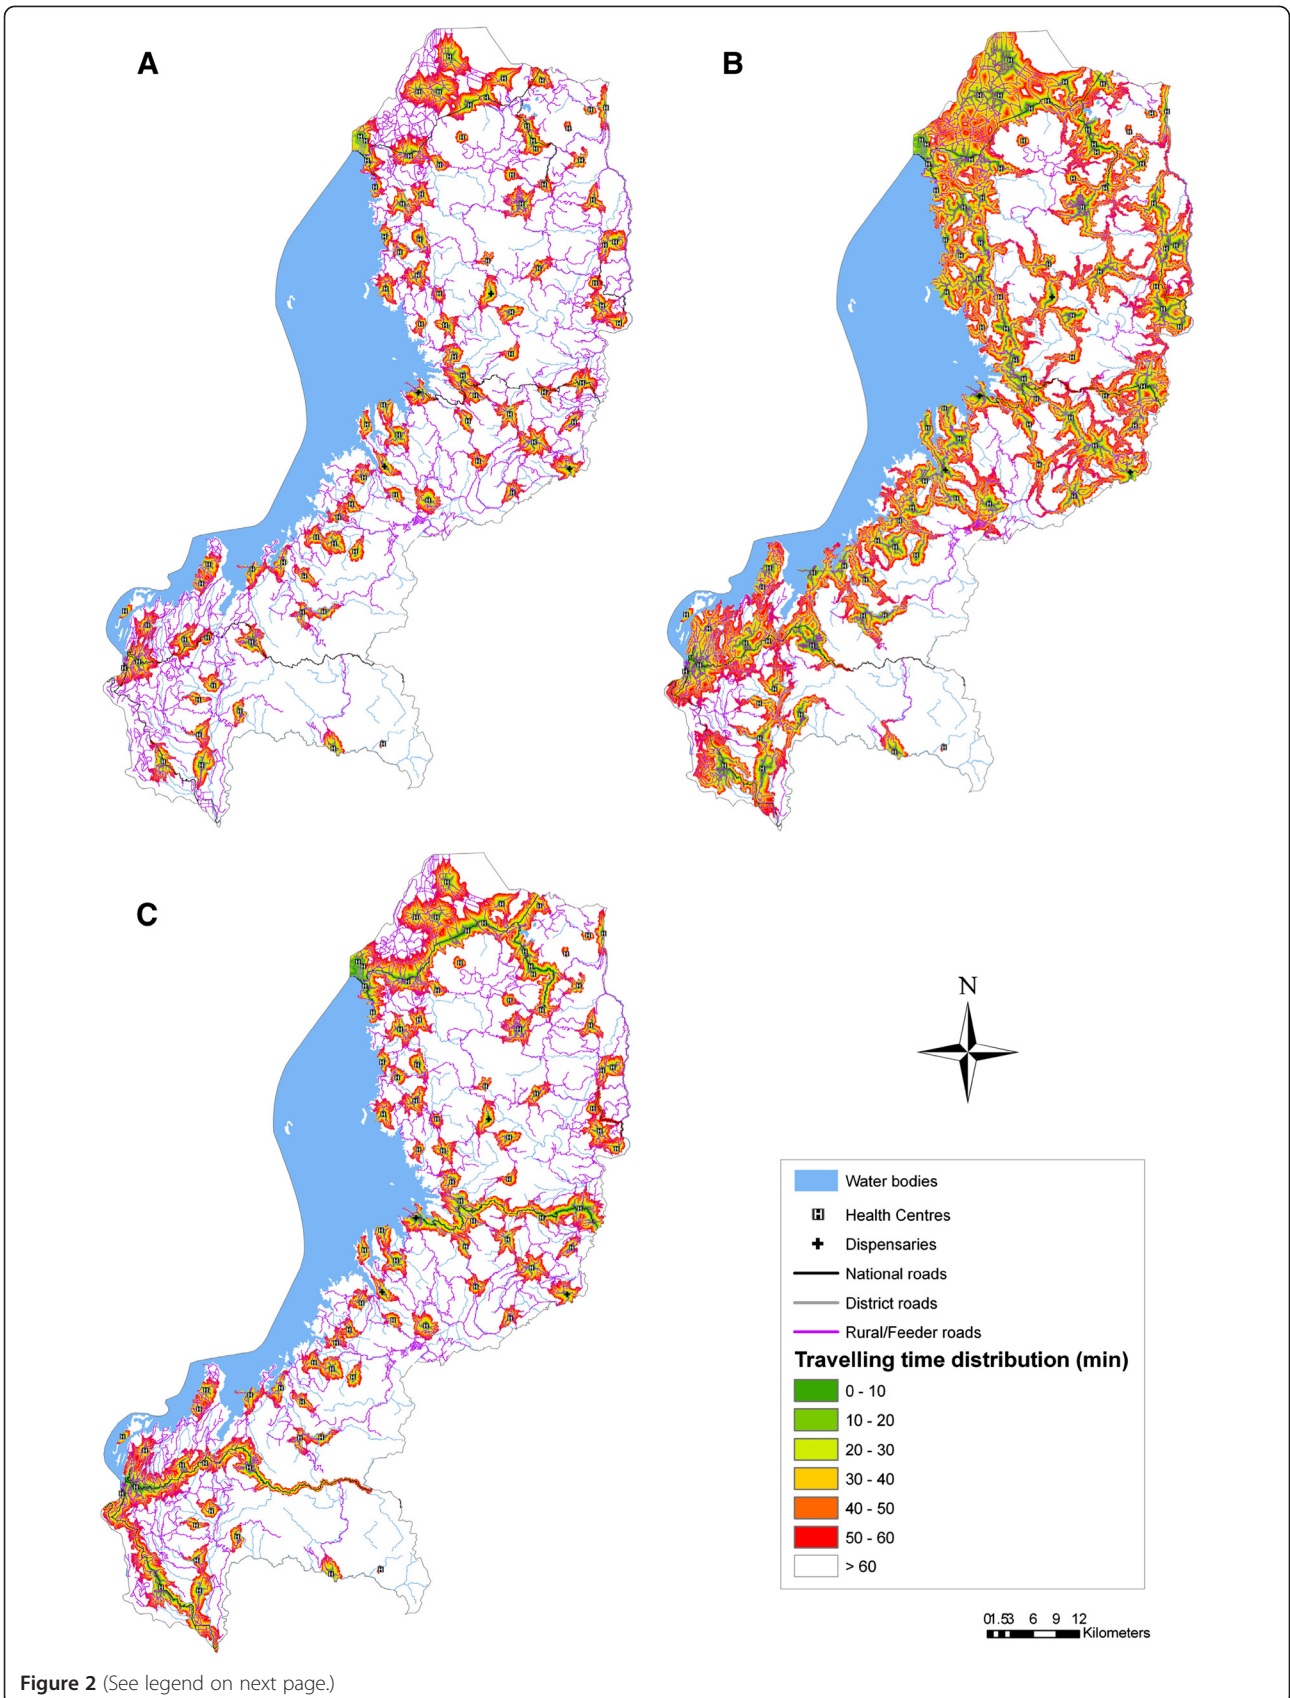 A
B
C
N
Water bodies
H Health Centres
Dispensaries
National roads
District roads
Rural/Feeder roads
Travelling time distribution (min)
0 - 10
10 - 20
20 - 30
30 - 40
40 - 50
50 - 60
> 60
01.53 6 9 12
Kilometers
Figure 2 (See legend on next page.)